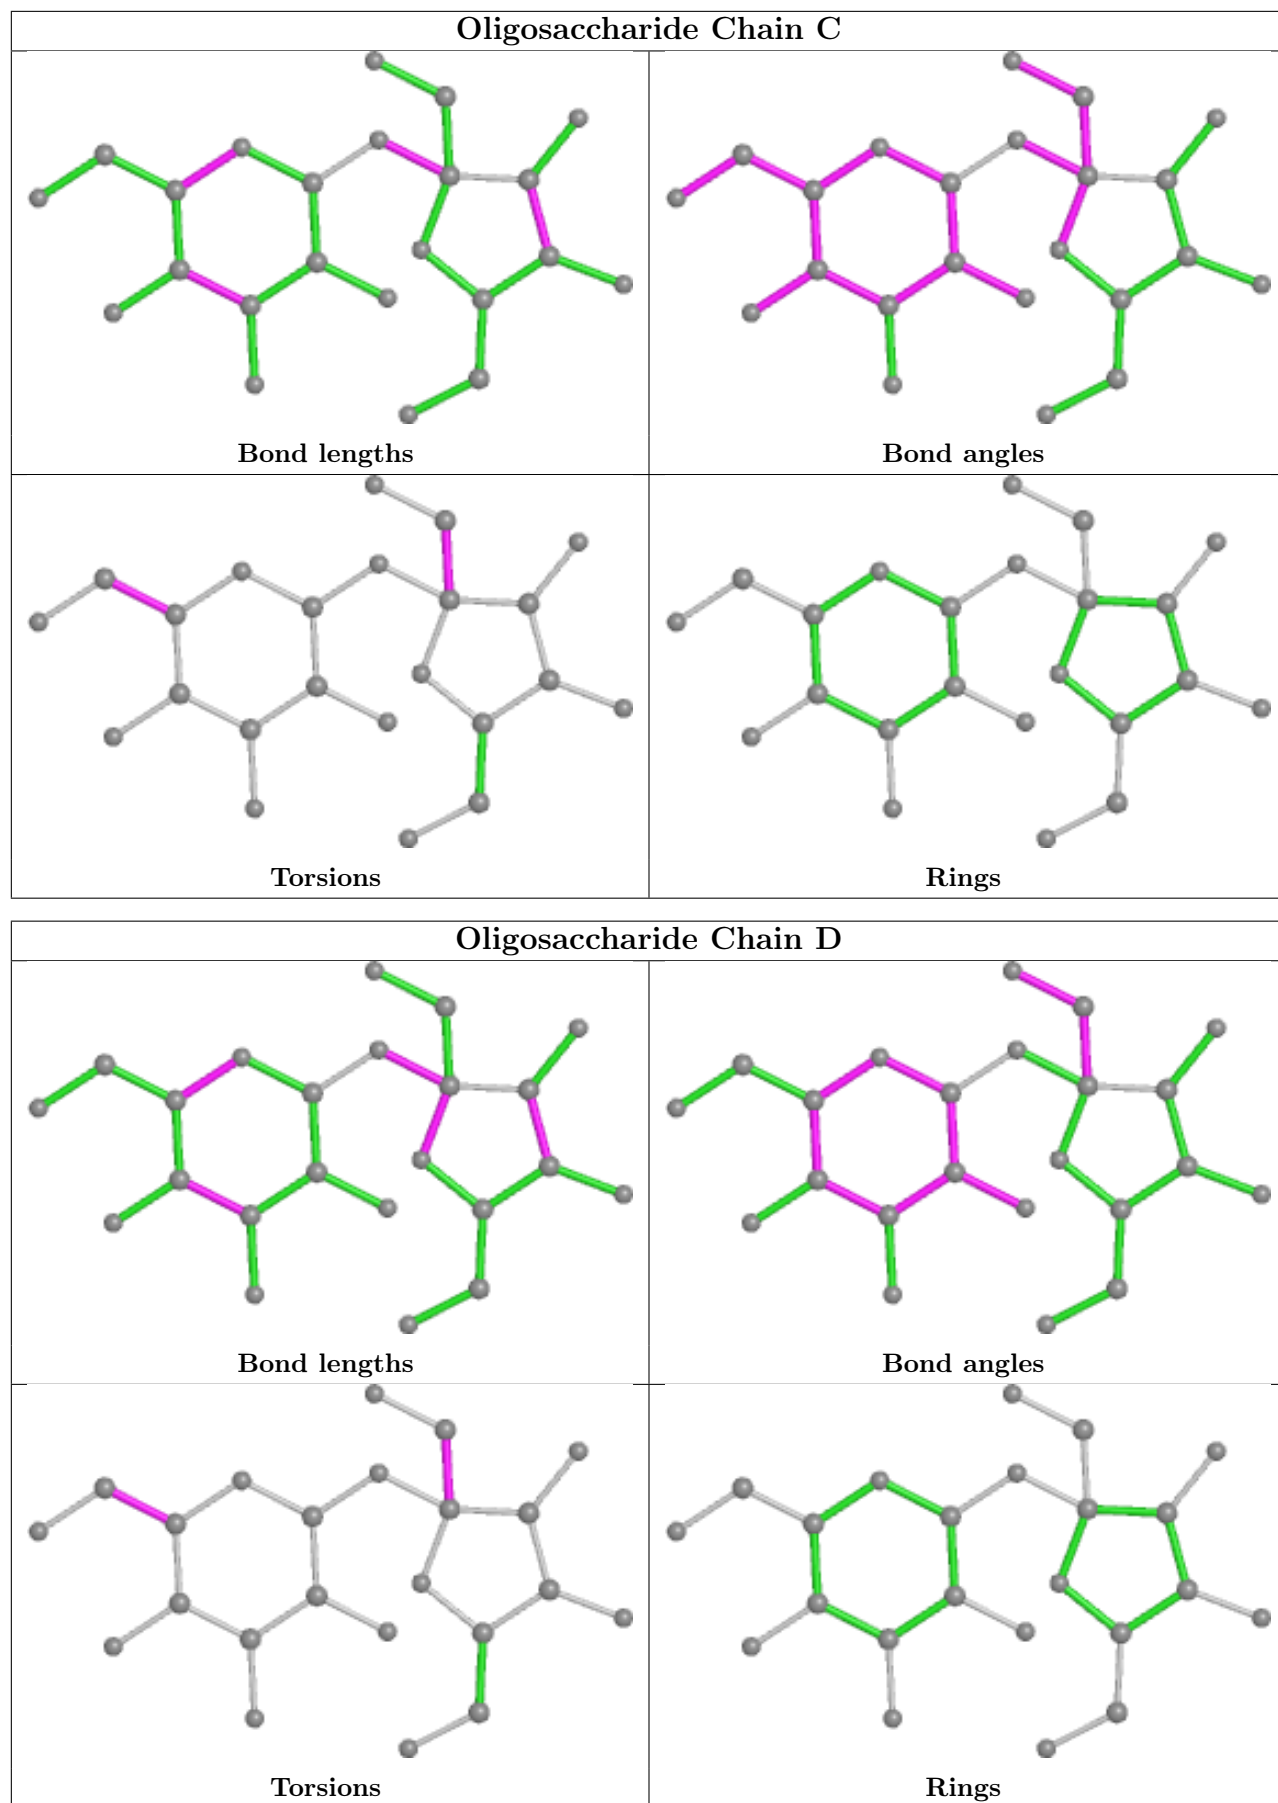 Oligosaccharide Chain C
Bond lengths
Bond angles
Torsions
Rings
Oligosaccharide Chain D
Bond lengths
Bond angles
Torsions
Rings